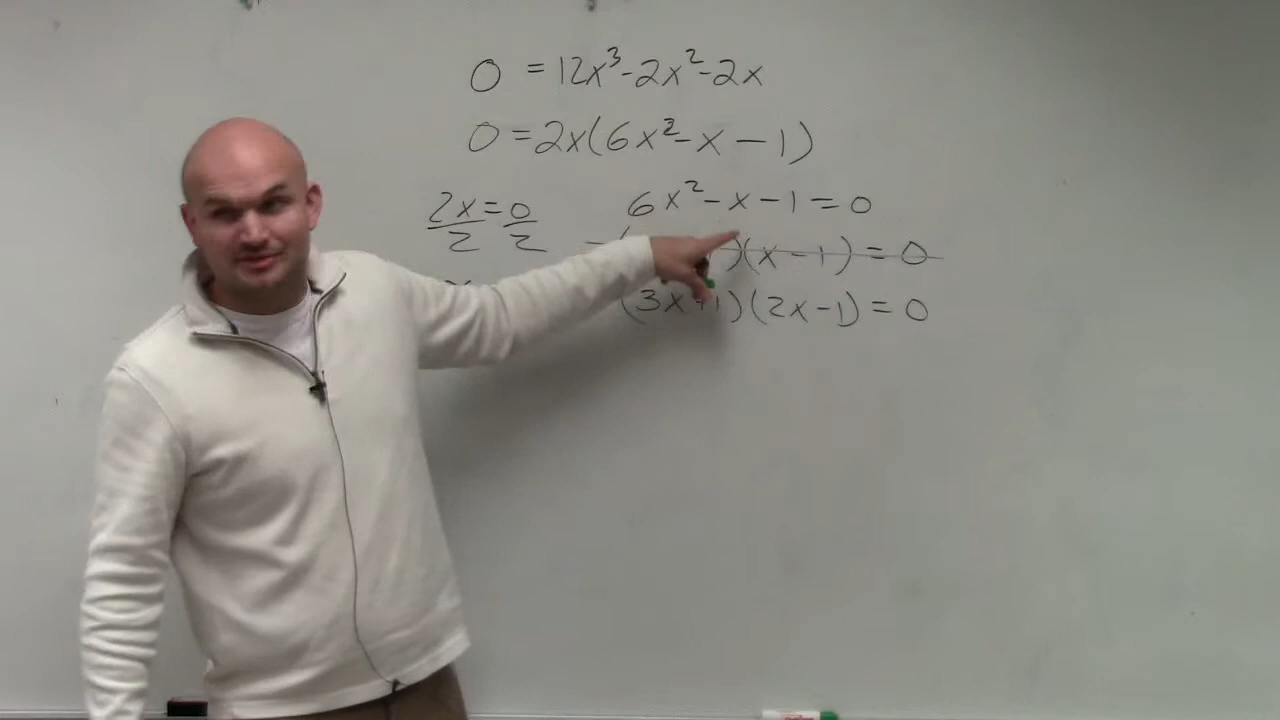 0 = 12x³-2x²-2x
0 = 2x(6x²-x-1)
2x=0 6x²-x-1=0
2 2 )(x-1)=0
(3x+1)(2x-1)=0